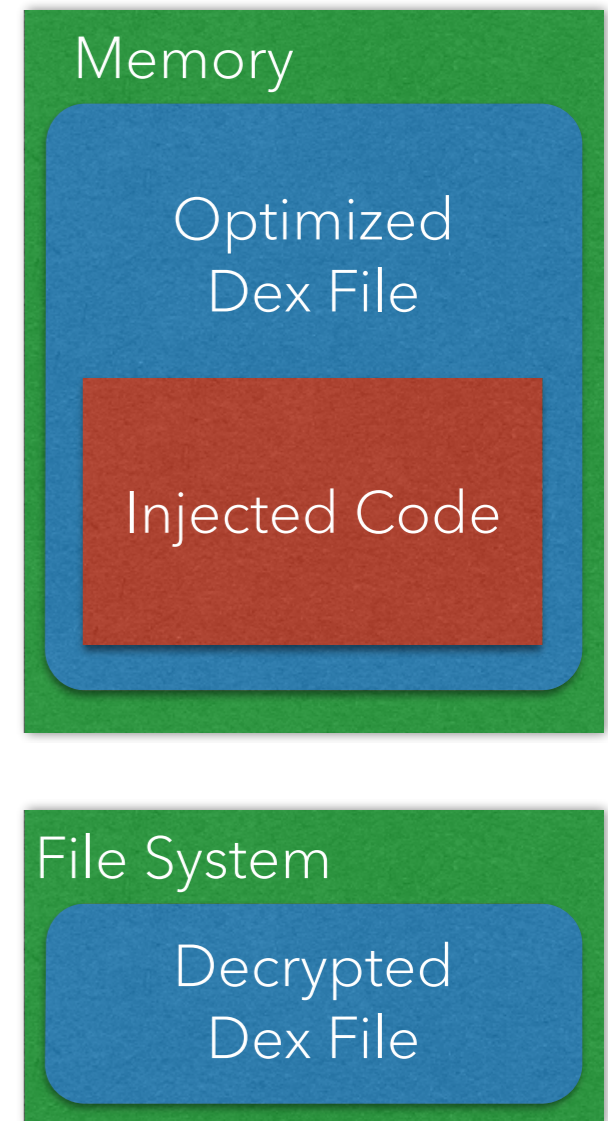 Memory
Optimized
Dex File
Injected Code
File System
Decrypted
Dex File